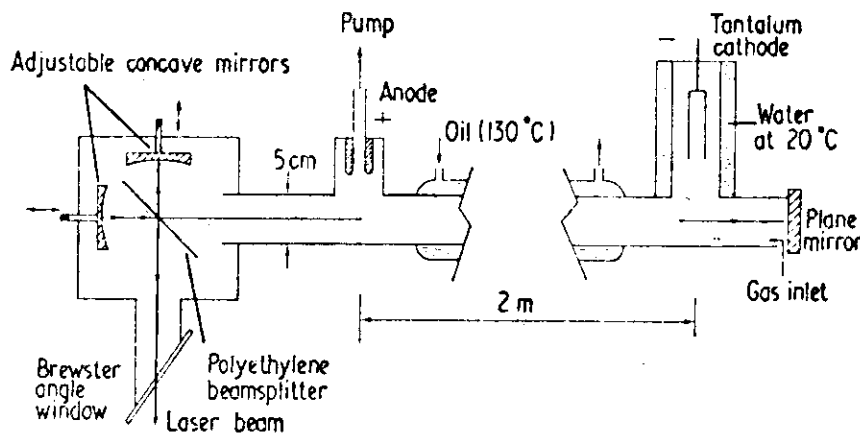 Pump
Tantalum
cathode
−
Adjustable concave mirrors
Anode
+
Oil (130°C)
Water
at 20°C
5 cm
Plane
mirror
Gas inlet
2 m
Brewster
angle
window
Polyethylene
beamsplitter
Laser beam